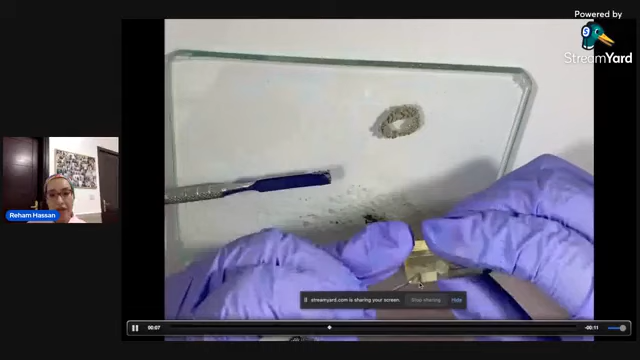 Powered by
StreamYard
Reham Hassan
streamyard.com is sharing your screen.
Stop sharing
Hide
00:07
-00:11